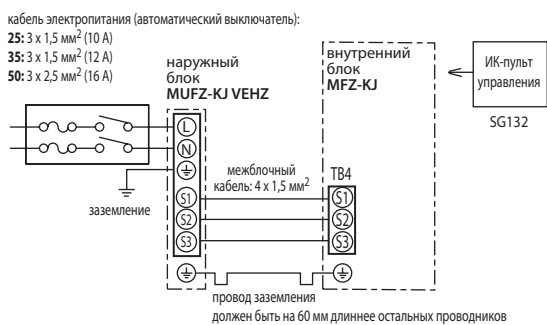 кабель электропитания (автоматический выключатель):
25: 3 x 1,5 мм² (10 А)
35: 3 x 1,5 мм² (12 А)
50: 3 x 2,5 мм² (16 А)
наружный
блок
MUFZ-KJ VEHZ
внутренний
блок
MFZ-KJ
ИК-пульт
управления
SG132
L
N
заземление
межблочный
кабель: 4 x 1,5 мм²
TB4
S1
S2
S3
S1
S2
S3
провод заземления
должен быть на 60 мм длиннее остальных проводников